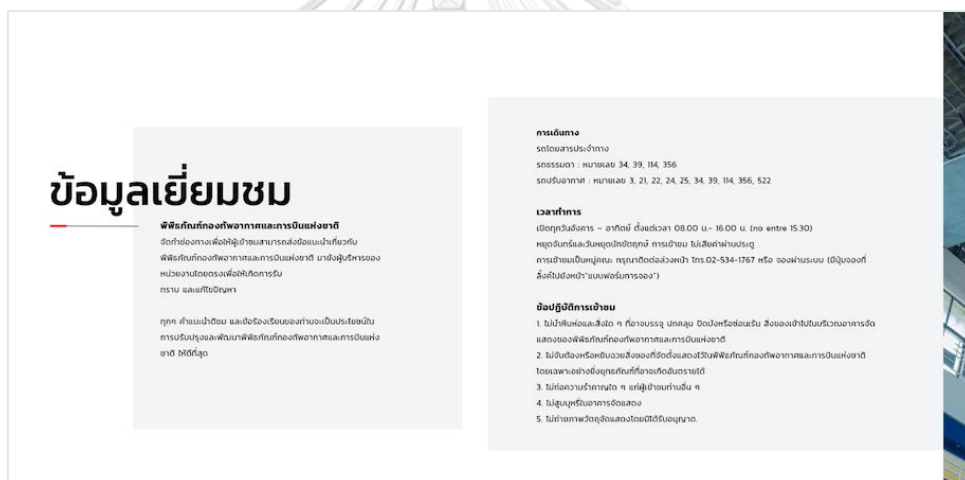 ข้อมูลเยี่ยมชม
พิพิธภัณฑ์กองทัพอากาศและการบินแห่งชาติ
จัดทำช่องทางเพื่อให้ผู้เข้าชมสามารถส่งข้อแนะนำเกี่ยวกับ
พิพิธภัณฑ์กองทัพอากาศและการบินแห่งชาติ มายังผู้บริหารของ
หน่วยงานโดยตรงเพื่อให้เกิดการรับ
ทราบ และแก้ไขปัญหา
ทุกๆ คำแนะนำติชม และข้อร้องเรียนของท่านจะเป็นประโยชน์ใน
การปรับปรุงและพัฒนาพิพิธภัณฑ์กองทัพอากาศและการบินแห่ง
ชาติ ให้ดีที่สุด
การเดินทาง
รถโดยสารประจำทาง
รถธรรมดา : หมายเลข 34, 39, 114, 356
รถปรับอากาศ : หมายเลข 3, 21, 22, 24, 25, 34, 39, 114, 356, 522
เวลาทำการ
เปิดทุกวันอังคาร – อาทิตย์ ตั้งแต่เวลา 08.00 น.- 16.00 น. (no entre 15.30)
หยุดจันทร์และวันหยุดนักขัตฤกษ์ การเข้าชม ไม่เสียค่าผ่านประตู
การเข้าชมเป็นหมู่คณะ กรุณาติดต่อล่วงหน้า โทร.02-534-1767 หรือ จองผ่านระบบ (มีปุ่มจองที่
ลิ้งค์ไปยังหน้า"แบบฟอร์มการจอง")
ข้อปฏิบัติการเข้าชม
1. ไม่นำหีบห่อและสิ่งใด ๆ ที่อาจบรรจุ ปกคลุม ปิดบังหรือซ่อนเร้น สิ่งของเข้าไปในบริเวณอาคารจัด
แสดงของพิพิธภัณฑ์กองทัพอากาศและการบินแห่งชาติ
2. ไม่จับต้องหรือหยิบฉวยสิ่งของที่จัดตั้งแสดงไว้ในพิพิธภัณฑ์กองทัพอากาศและการบินแห่งชาติ
โดยเฉพาะอย่างยิ่งยุทธภัณฑ์ที่อาจเกิดอันตรายได้
3. ไม่ก่อความรำคาญใด ๆ แก่ผู้เข้าชมท่านอื่น ๆ
4. ไม่สูบบุหรี่ในอาคารจัดแสดง
5. ไม่ถ่ายภาพวัตถุจัดแสดงโดยมิได้รับอนุญาต.